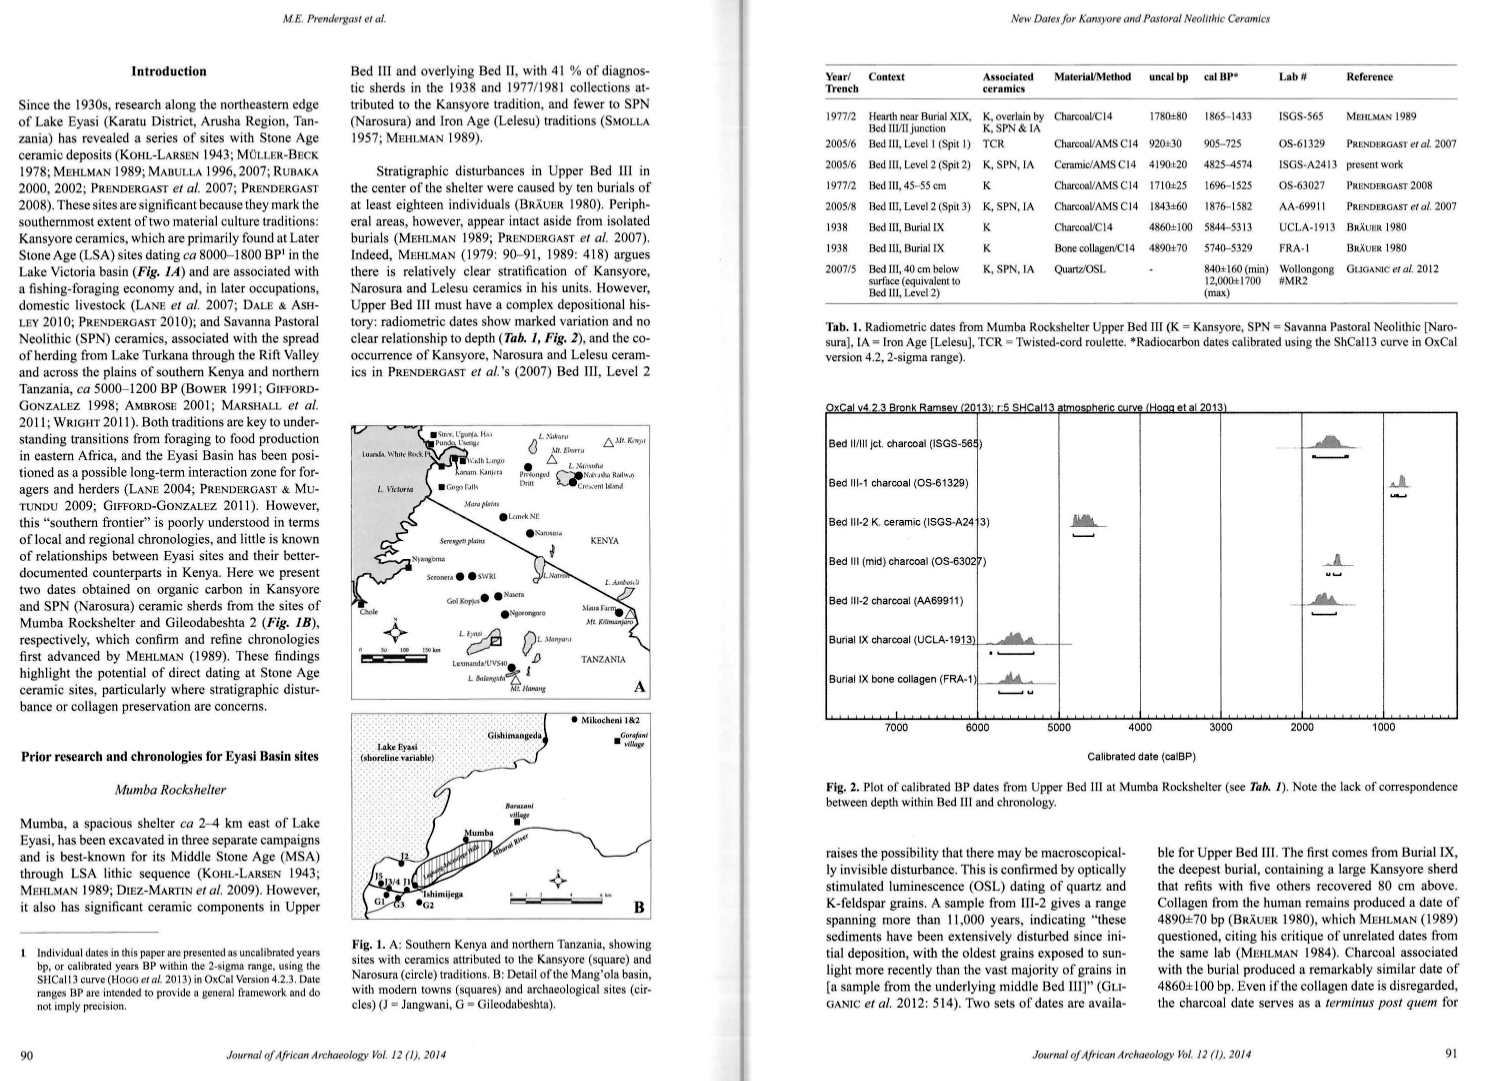 M.E. Prendergast et al.
Introduction
Since the 1930s, research along the northeastern edge
of Lake Eyasi (Karatu District, Arusha Region, Tan-
zania) has revealed a series of sites with Stone Age
ceramic deposits (KOHL-LARSEN 1943; MÜLLER-BECK
1978; MEHLMAN 1989; MABULLA 1996, 2007; RUBAKA
2000, 2002; PRENDERGAST et al. 2007; PRENDERGAST
2008). These sites are significant because they mark the
southernmost extent of two material culture traditions:
Kansyore ceramics, which are primarily found at Later
Stone Age (LSA) sites dating ca 8000–1800 BP¹ in the
Lake Victoria basin (Fig. 1A) and are associated with
a fishing-foraging economy and, in later occupations,
domestic livestock (LANE et al. 2007; DALE & ASH-
LEY 2010; PRENDERGAST 2010); and Savanna Pastoral
Neolithic (SPN) ceramics, associated with the spread
of herding from Lake Turkana through the Rift Valley
and across the plains of southern Kenya and northern
Tanzania, ca 5000–1200 BP (BOWER 1991; GIFFORD-
GONZALEZ 1998; AMBROSE 2001; MARSHALL et al.
2011; WRIGHT 2011). Both traditions are key to under-
standing transitions from foraging to food production
in eastern Africa, and the Eyasi Basin has been posi-
tioned as a possible long-term interaction zone for for-
agers and herders (LANE 2004; PRENDERGAST & MU-
TUNDU 2009; GIFFORD-GONZALEZ 2011). However,
this "southern frontier" is poorly understood in terms
of local and regional chronologies, and little is known
of relationships between Eyasi sites and their better-
documented counterparts in Kenya. Here we present
two dates obtained on organic carbon in Kansyore
and SPN (Narosura) ceramic sherds from the sites of
Mumba Rockshelter and Gileodabeshta 2 (Fig. 1B),
respectively, which confirm and refine chronologies
first advanced by MEHLMAN (1989). These findings
highlight the potential of direct dating at Stone Age
ceramic sites, particularly where stratigraphic distur-
bance or collagen preservation are concerns.
Prior research and chronologies for Eyasi Basin sites
Mumba Rockshelter
Mumba, a spacious shelter ca 2–4 km east of Lake
Eyasi, has been excavated in three separate campaigns
and is best-known for its Middle Stone Age (MSA)
through LSA lithic sequence (KOHL-LARSEN 1943;
MEHLMAN 1989; DIEZ-MARTIN et al. 2009). However,
it also has significant ceramic components in Upper
1 Individual dates in this paper are presented as uncalibrated years
bp, or calibrated years BP within the 2-sigma range, using the
SHCal13 curve (HOGG et al. 2013) in OxCal Version 4.2.3. Date
ranges BP are intended to provide a general framework and do
not imply precision.
Bed III and overlying Bed II, with 41 % of diagnos-
tic sherds in the 1938 and 1977/1981 collections at-
tributed to the Kansyore tradition, and fewer to SPN
(Narosura) and Iron Age (Lelesu) traditions (SMOLLA
1957; MEHLMAN 1989).
Stratigraphic disturbances in Upper Bed III in
the center of the shelter were caused by ten burials of
at least eighteen individuals (BRÄUER 1980). Periph-
eral areas, however, appear intact aside from isolated
burials (MEHLMAN 1989; PRENDERGAST et al. 2007).
Indeed, MEHLMAN (1979: 90–91, 1989: 418) argues
there is relatively clear stratification of Kansyore,
Narosura and Lelesu ceramics in his units. However,
Upper Bed III must have a complex depositional his-
tory: radiometric dates show marked variation and no
clear relationship to depth (Tab. 1, Fig. 2), and the co-
occurrence of Kansyore, Narosura and Lelesu ceram-
ics in PRENDERGAST et al.'s (2007) Bed III, Level 2
Siror, Ugunja, Haa
Pundo, Usenge
Luanda, White Rock Pt.
Wadh Lango
Kanam, Kanjera
L. Victoria
Gogo Falls
L. Nakuru
Mt. Kenya
Mt. Eburru
L. Naivasha
Prolonged
Drift
Naivasha Railway
Crescent Island
Mara plains
Lemek NE
Narosura
Serengeti plains
KENYA
Nyang'oma
Seronera
SWRI
L. Natron
L. Amboseli
Gol Kopjes
Nasera
Chole
Ngorongoro
Maua Farm
Mt. Kilimanjaro
N
L. Eyasi
L. Manyara
0 50 100 150 km
Luxmanda/UVS40
TANZANIA
L. Balangida
Mt. Hanang
A
Mikocheni 1&2
Gishimangeda
Gorofani
village
Lake Eyasi
(shoreline variable)
Barazani
village
Mumba
Mbarai River
J2
J5
J3/4 J1
Ishimijega
G1 G3 G2
B
Fig. 1. A: Southern Kenya and northern Tanzania, showing
sites with ceramics attributed to the Kansyore (square) and
Narosura (circle) traditions. B: Detail of the Mang'ola basin,
with modern towns (squares) and archaeological sites (cir-
cles) (J = Jangwani, G = Gileodabeshta).
90
Journal of African Archaeology Vol. 12 (1), 2014
New Dates for Kansyore and Pastoral Neolithic Ceramics
Year/ Context Associated Material/Method uncal bp cal BP* Lab # Reference
Trench ceramics
1977/2 Hearth near Burial XIX, K, overlain by Charcoal/C14 1780±80 1865–1433 ISGS-565 MEHLMAN 1989
Bed III/II junction K, SPN & IA
2005/6 Bed III, Level 1 (Spit 1) TCR Charcoal/AMS C14 920±30 905–725 OS-61329 PRENDERGAST et al. 2007
2005/6 Bed III, Level 2 (Spit 2) K, SPN, IA Ceramic/AMS C14 4190±20 4825–4574 ISGS-A2413 present work
1977/2 Bed III, 45–55 cm K Charcoal/AMS C14 1710±25 1696–1525 OS-63027 PRENDERGAST 2008
2005/8 Bed III, Level 2 (Spit 3) K, SPN, IA Charcoal/AMS C14 1843±60 1876–1582 AA-69911 PRENDERGAST et al. 2007
1938 Bed III, Burial IX K Charcoal/C14 4860±100 5844–5313 UCLA-1913 BRÄUER 1980
1938 Bed III, Burial IX K Bone collagen/C14 4890±70 5740–5329 FRA-1 BRÄUER 1980
2007/5 Bed III, 40 cm below K, SPN, IA Quartz/OSL - 840±160 (min) Wollongong GLIGANIC et al. 2012
surface (equivalent to 12,000±1700 #MR2
Bed III, Level 2) (max)
Tab. 1. Radiometric dates from Mumba Rockshelter Upper Bed III (K = Kansyore, SPN = Savanna Pastoral Neolithic [Naro-
sura], IA = Iron Age [Lelesu], TCR = Twisted-cord roulette. *Radiocarbon dates calibrated using the ShCal13 curve in OxCal
version 4.2, 2-sigma range).
OxCal v4.2.3 Bronk Ramsey (2013); r:5 SHCal13 atmospheric curve (Hogg et al 2013)
Bed II/III jct. charcoal (ISGS-565)
Bed III-1 charcoal (OS-61329)
Bed III-2 K. ceramic (ISGS-A2413)
Bed III (mid) charcoal (OS-63027)
Bed III-2 charcoal (AA69911)
Burial IX charcoal (UCLA-1913)
Burial IX bone collagen (FRA-1)
7000 6000 5000 4000 3000 2000 1000
Calibrated date (calBP)
Fig. 2. Plot of calibrated BP dates from Upper Bed III at Mumba Rockshelter (see Tab. 1). Note the lack of correspondence
between depth within Bed III and chronology.
raises the possibility that there may be macroscopical-
ly invisible disturbance. This is confirmed by optically
stimulated luminescence (OSL) dating of quartz and
K-feldspar grains. A sample from III-2 gives a range
spanning more than 11,000 years, indicating "these
sediments have been extensively disturbed since ini-
tial deposition, with the oldest grains exposed to sun-
light more recently than the vast majority of grains in
[a sample from the underlying middle Bed III]" (GLI-
GANIC et al. 2012: 514). Two sets of dates are availa-
ble for Upper Bed III. The first comes from Burial IX,
the deepest burial, containing a large Kansyore sherd
that refits with five others recovered 80 cm above.
Collagen from the human remains produced a date of
4890±70 bp (BRÄUER 1980), which MEHLMAN (1989)
questioned, citing his critique of unrelated dates from
the same lab (MEHLMAN 1984). Charcoal associated
with the burial produced a remarkably similar date of
4860±100 bp. Even if the collagen date is disregarded,
the charcoal date serves as a terminus post quem for
Journal of African Archaeology Vol. 12 (1), 2014
91